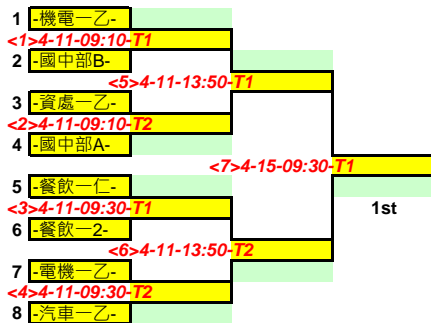 1 -機電一乙-
<1>4-11-09:10-T1
2 -國中部B-
<5>4-11-13:50-T1
3 -資處一乙-
<2>4-11-09:10-T2
4 -國中部A-
<7>4-15-09:30-T1
5 -餐飲一仁-
<3>4-11-09:30-T1
1st
6 -餐飲一2-
<6>4-11-13:50-T2
7 -電機一乙-
<4>4-11-09:30-T2
8 -汽車一乙-